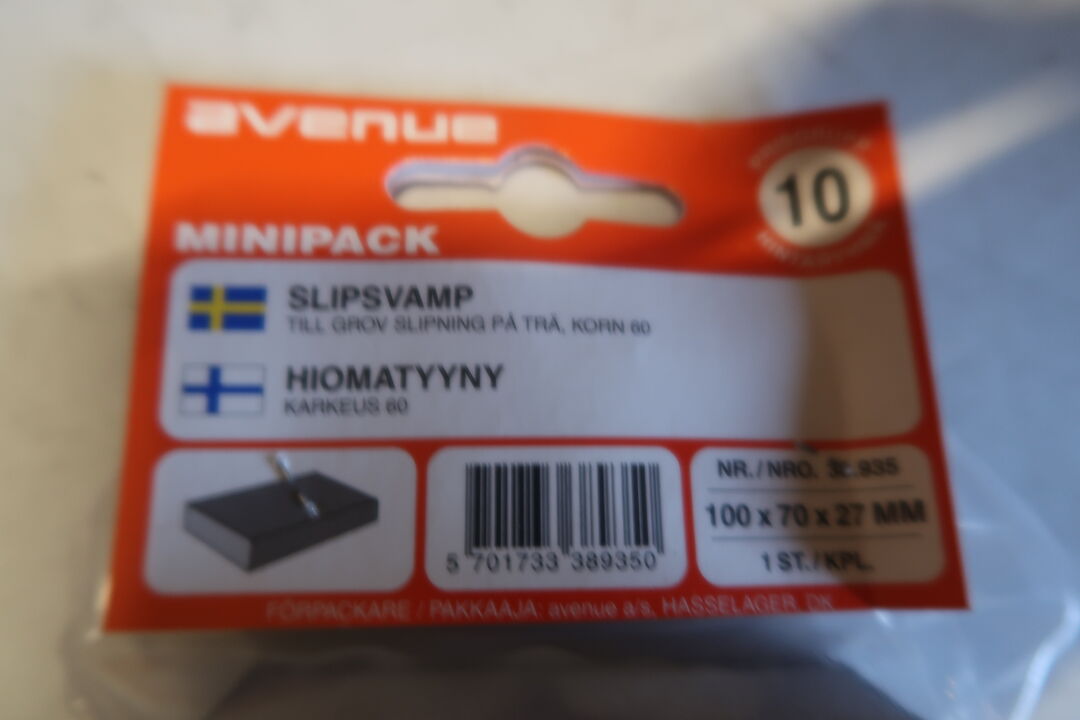 avenue
MINIPACK
10
SLIPSVAMP
TILL GROV SLIPNING PÅ TRÄ, KORN 60
HIOMATYYNY
KARKEUS 60
NR./NRO.
100 x 70 x 27 MM
5 701733 389350
1 ST./KPL.
FÖRPACKARE / PAKKAAJA: avenue a/s, HASSELAGER, DK